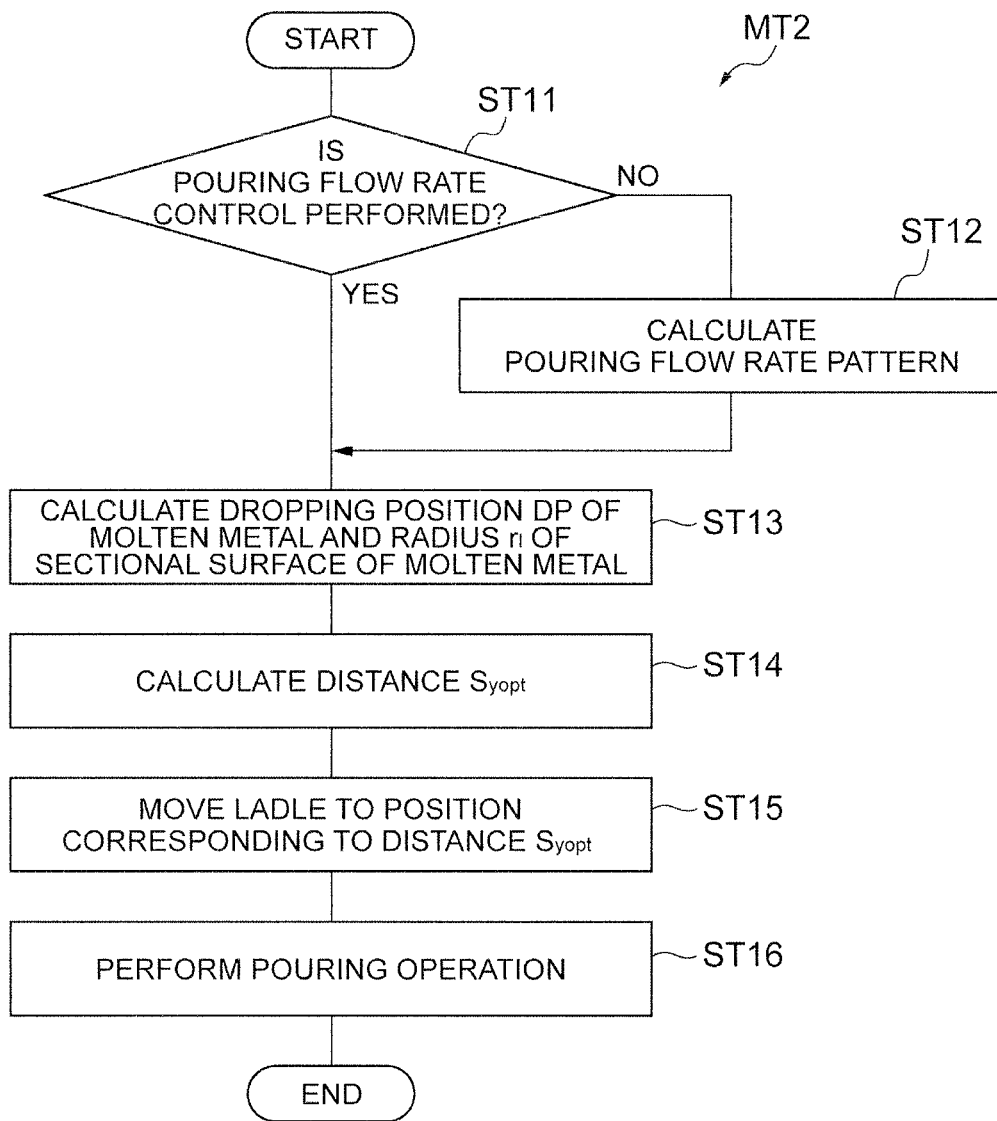 START
MT2
ST11
IS
POURING FLOW RATE
CONTROL PERFORMED?
NO
YES
ST12
CALCULATE
POURING FLOW RATE PATTERN
CALCULATE DROPPING POSITION DP OF
MOLTEN METAL AND RADIUS rl OF
SECTIONAL SURFACE OF MOLTEN METAL
ST13
CALCULATE DISTANCE Syopt
ST14
MOVE LADLE TO POSITION
CORRESPONDING TO DISTANCE Syopt
ST15
PERFORM POURING OPERATION
ST16
END